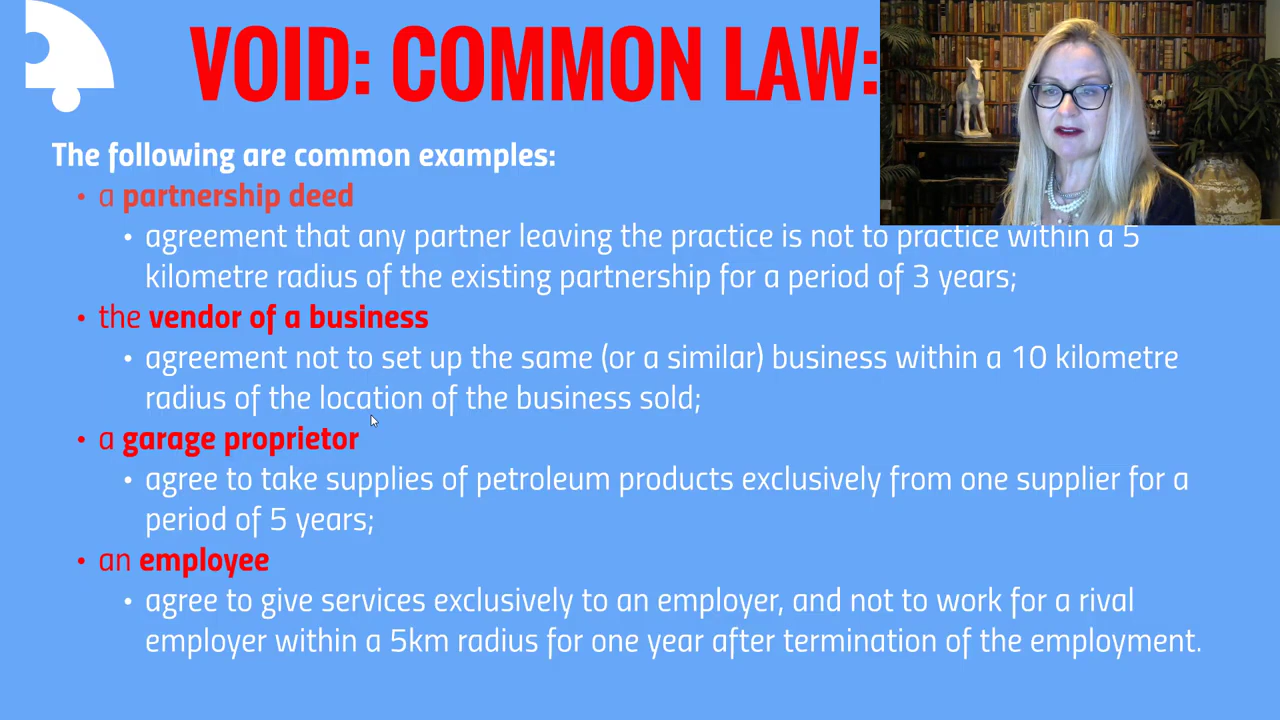 VOID: COMMON LAW:
The following are common examples:
• a partnership deed
• agreement that any partner leaving the practice is not to practice within a 5
kilometre radius of the existing partnership for a period of 3 years;
• the vendor of a business
• agreement not to set up the same (or a similar) business within a 10 kilometre
radius of the location of the business sold;
• a garage proprietor
• agree to take supplies of petroleum products exclusively from one supplier for a
period of 5 years;
• an employee
• agree to give services exclusively to an employer, and not to work for a rival
employer within a 5km radius for one year after termination of the employment.